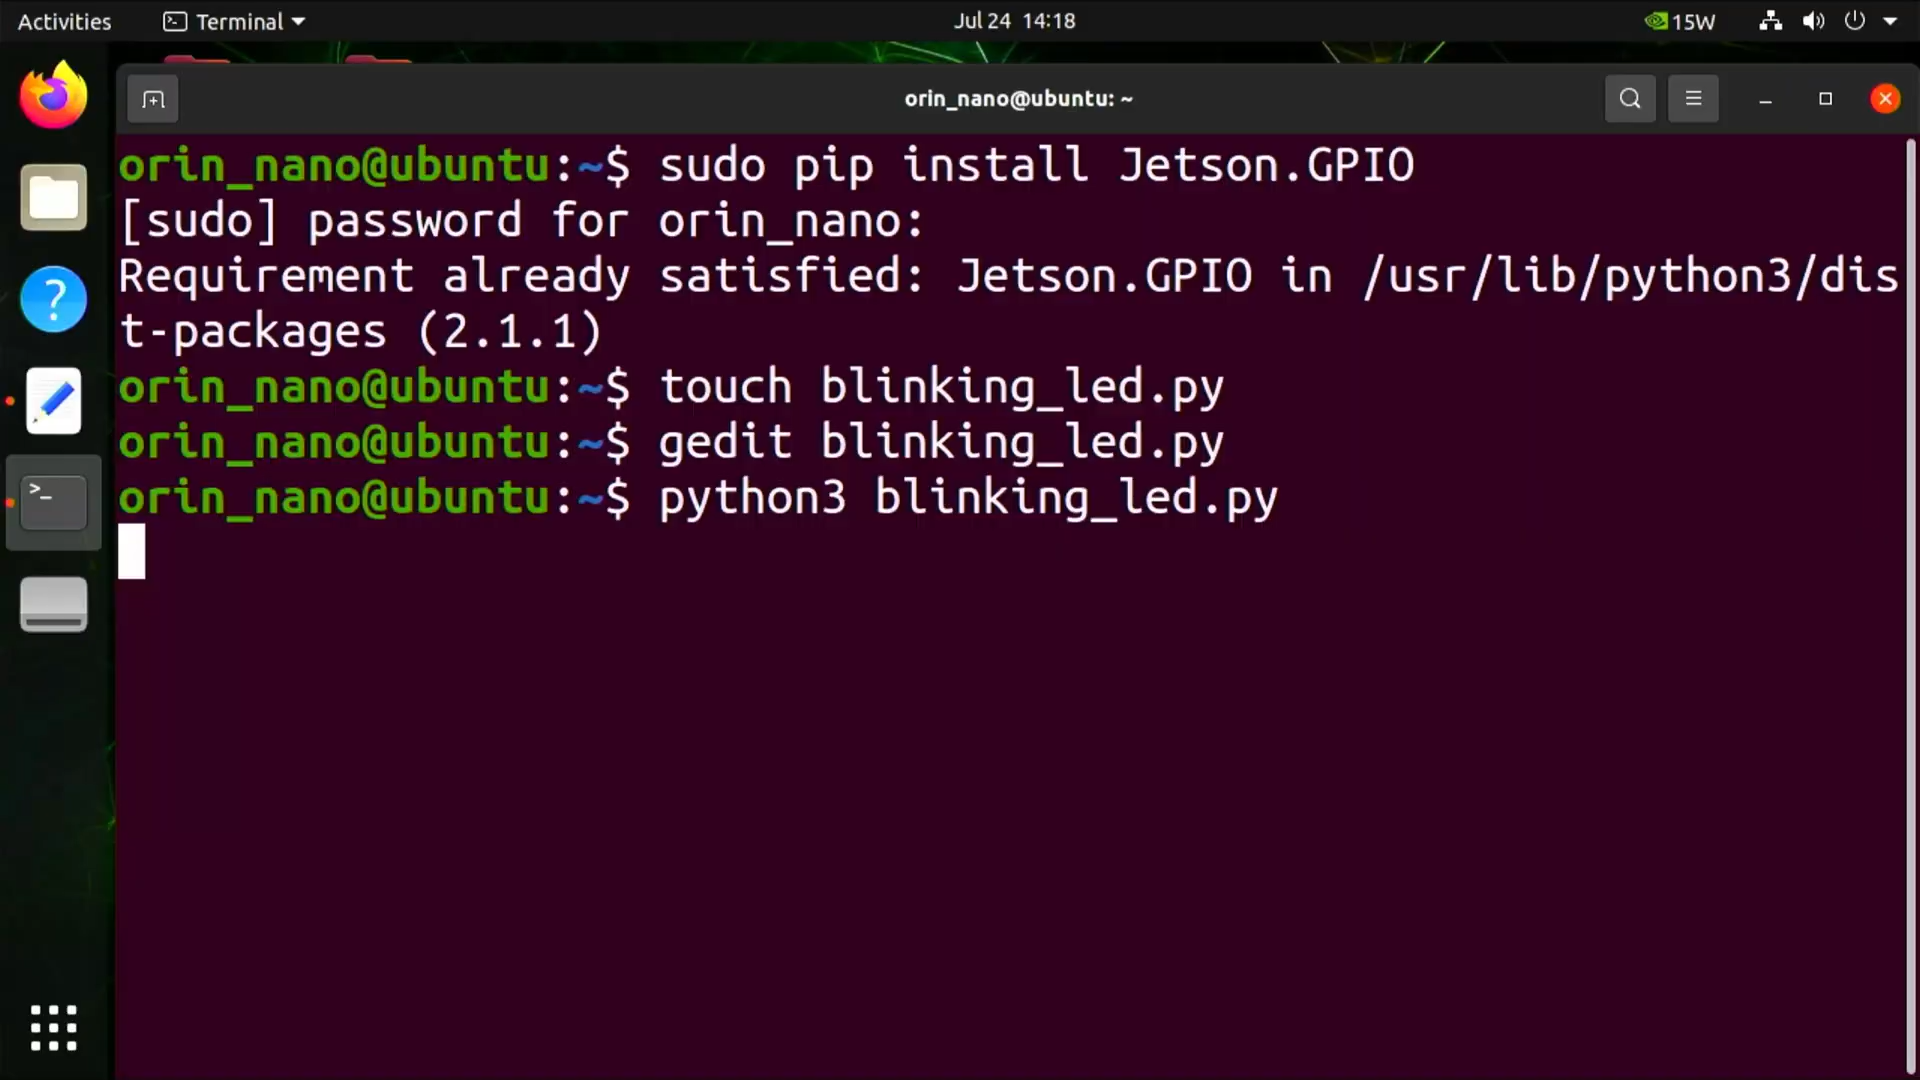 Activities
Terminal
Jul 24 14:18
15W
orin_nano@ubuntu: ~
orin_nano@ubuntu:~$ sudo pip install Jetson.GPIO
[sudo] password for orin_nano:
Requirement already satisfied: Jetson.GPIO in /usr/lib/python3/dis
t-packages (2.1.1)
orin_nano@ubuntu:~$ touch blinking_led.py
orin_nano@ubuntu:~$ gedit blinking_led.py
orin_nano@ubuntu:~$ python3 blinking_led.py